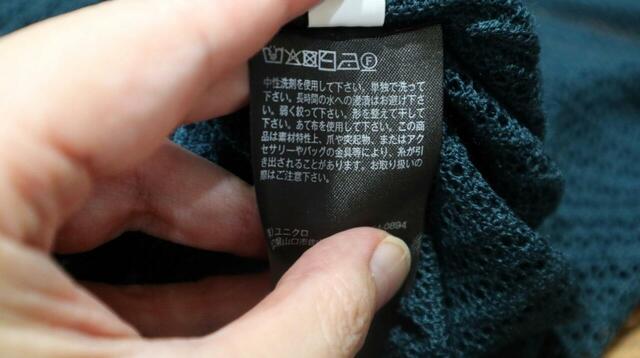 中性洗剤を使用して下さい。単独で洗って
下さい。長時間の水への浸漬はお避け下さ
い。弱く絞って下さい。形を整えて干して
下さい。あて布を使用して下さい。この商
品は素材特性上、爪や突起物、またはアク
セサリーやバッグの金具等により、糸が引
き出されることがあります。お取り扱いの
際はご注意下さい。
ユニクロ
山口市佐
0894